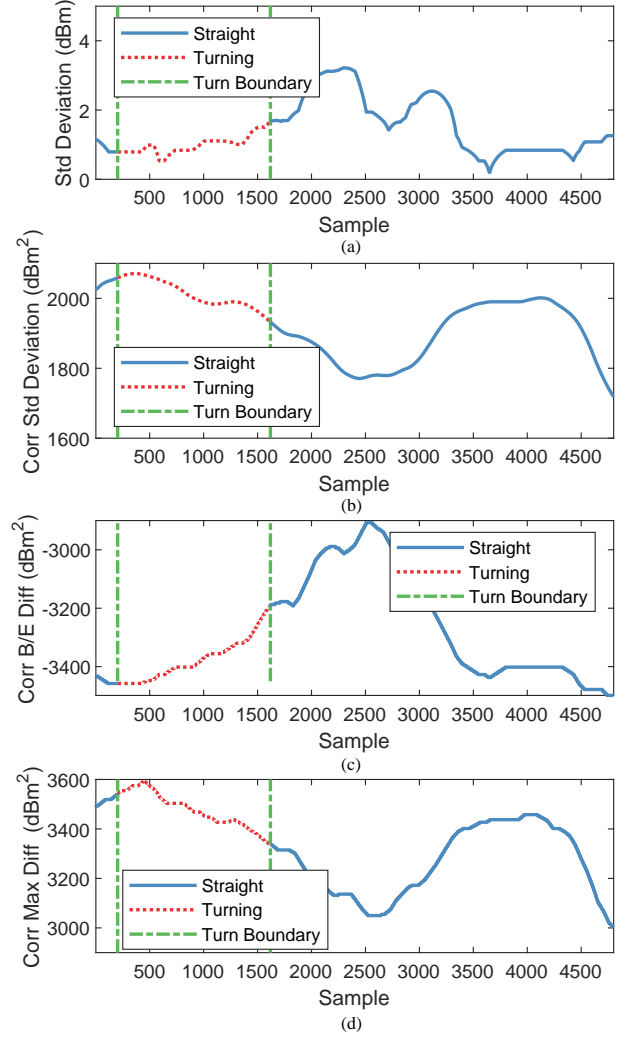 Std Deviation (dBm)
4
2
0
Straight
Turning
Turn Boundary
500 1000 1500 2000 2500 3000 3500 4000 4500
Sample
(a)
Corr Std Deviation (dBm²)
2000
1800
1600
Straight
Turning
Turn Boundary
500 1000 1500 2000 2500 3000 3500 4000 4500
Sample
(b)
Corr B/E Diff (dBm²)
-3000
-3200
-3400
Straight
Turning
Turn Boundary
500 1000 1500 2000 2500 3000 3500 4000 4500
Sample
(c)
Corr Max Diff (dBm²)
3600
3400
3200
3000
Straight
Turning
Turn Boundary
500 1000 1500 2000 2500 3000 3500 4000 4500
Sample
(d)